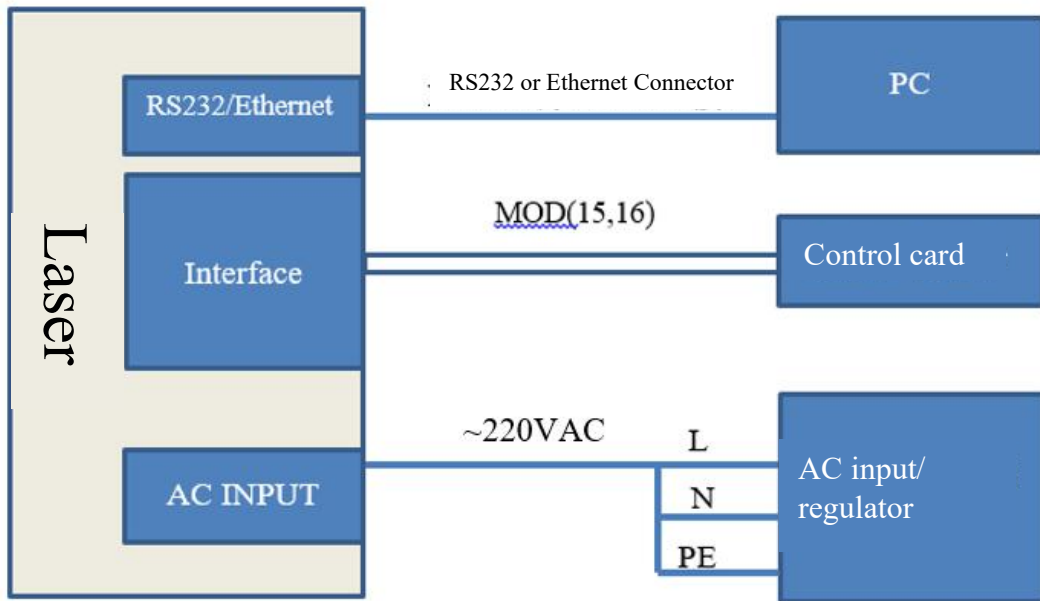 Laser
RS232/Ethernet
RS232 or Ethernet Connector
PC
Interface
MOD(15,16)
Control card
AC INPUT
~220VAC
L
N
PE
AC input/
regulator